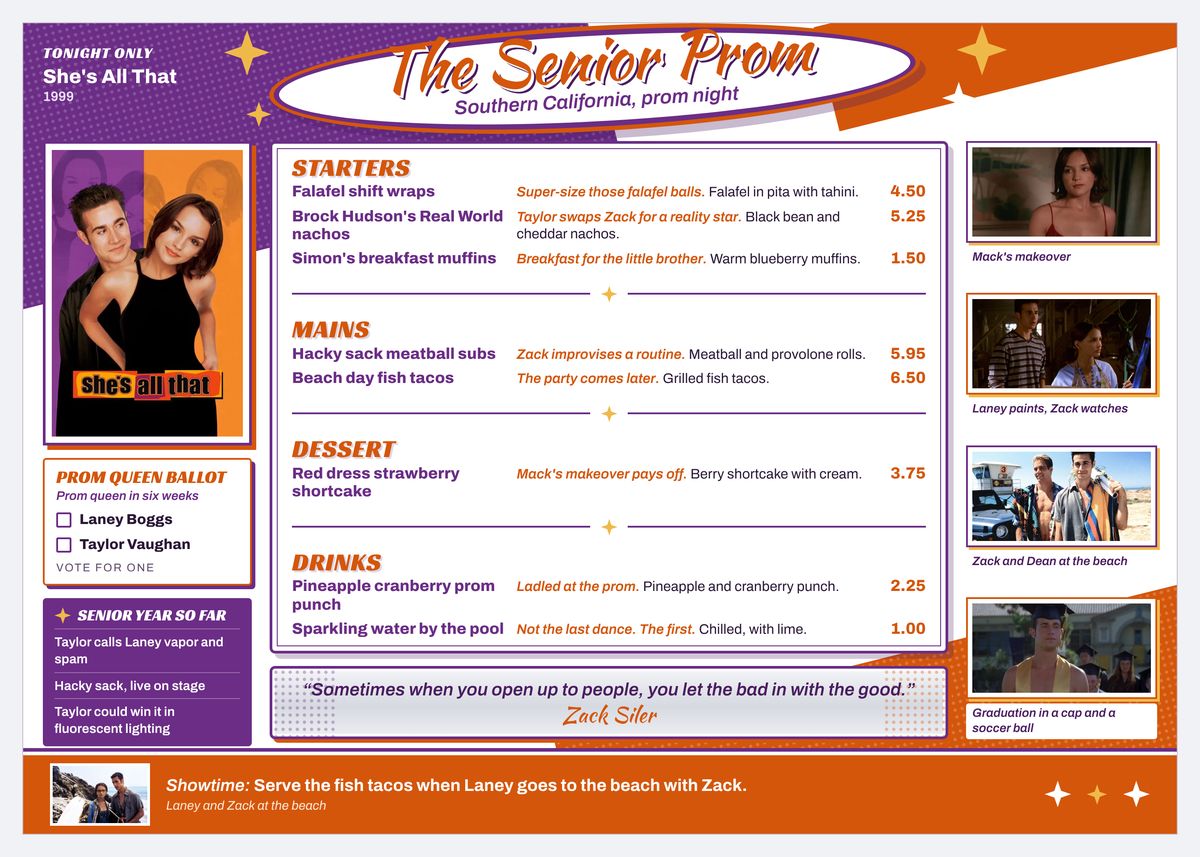 TONIGHT ONLY
She's All That
1999
The Senior Prom
Southern California, prom night
she's all that
PROM QUEEN BALLOT
Prom queen in six weeks
Laney Boggs
Taylor Vaughan
VOTE FOR ONE
SENIOR YEAR SO FAR
Taylor calls Laney vapor and
spam
Hacky sack, live on stage
Taylor could win it in
fluorescent lighting
STARTERS
Falafel shift wraps Super-size those falafel balls. Falafel in pita with tahini. 4.50
Brock Hudson's Real World Taylor swaps Zack for a reality star. Black bean and 5.25
nachos cheddar nachos.
Simon's breakfast muffins Breakfast for the little brother. Warm blueberry muffins. 1.50
MAINS
Hacky sack meatball subs Zack improvises a routine. Meatball and provolone rolls. 5.95
Beach day fish tacos The party comes later. Grilled fish tacos. 6.50
DESSERT
Red dress strawberry Mack's makeover pays off. Berry shortcake with cream. 3.75
shortcake
DRINKS
Pineapple cranberry prom Ladled at the prom. Pineapple and cranberry punch. 2.25
punch
Sparkling water by the pool Not the last dance. The first. Chilled, with lime. 1.00
“Sometimes when you open up to people, you let the bad in with the good.”
Zack Siler
Mack's makeover
Laney paints, Zack watches
3
Zack and Dean at the beach
Graduation in a cap and a
soccer ball
Showtime: Serve the fish tacos when Laney goes to the beach with Zack.
Laney and Zack at the beach